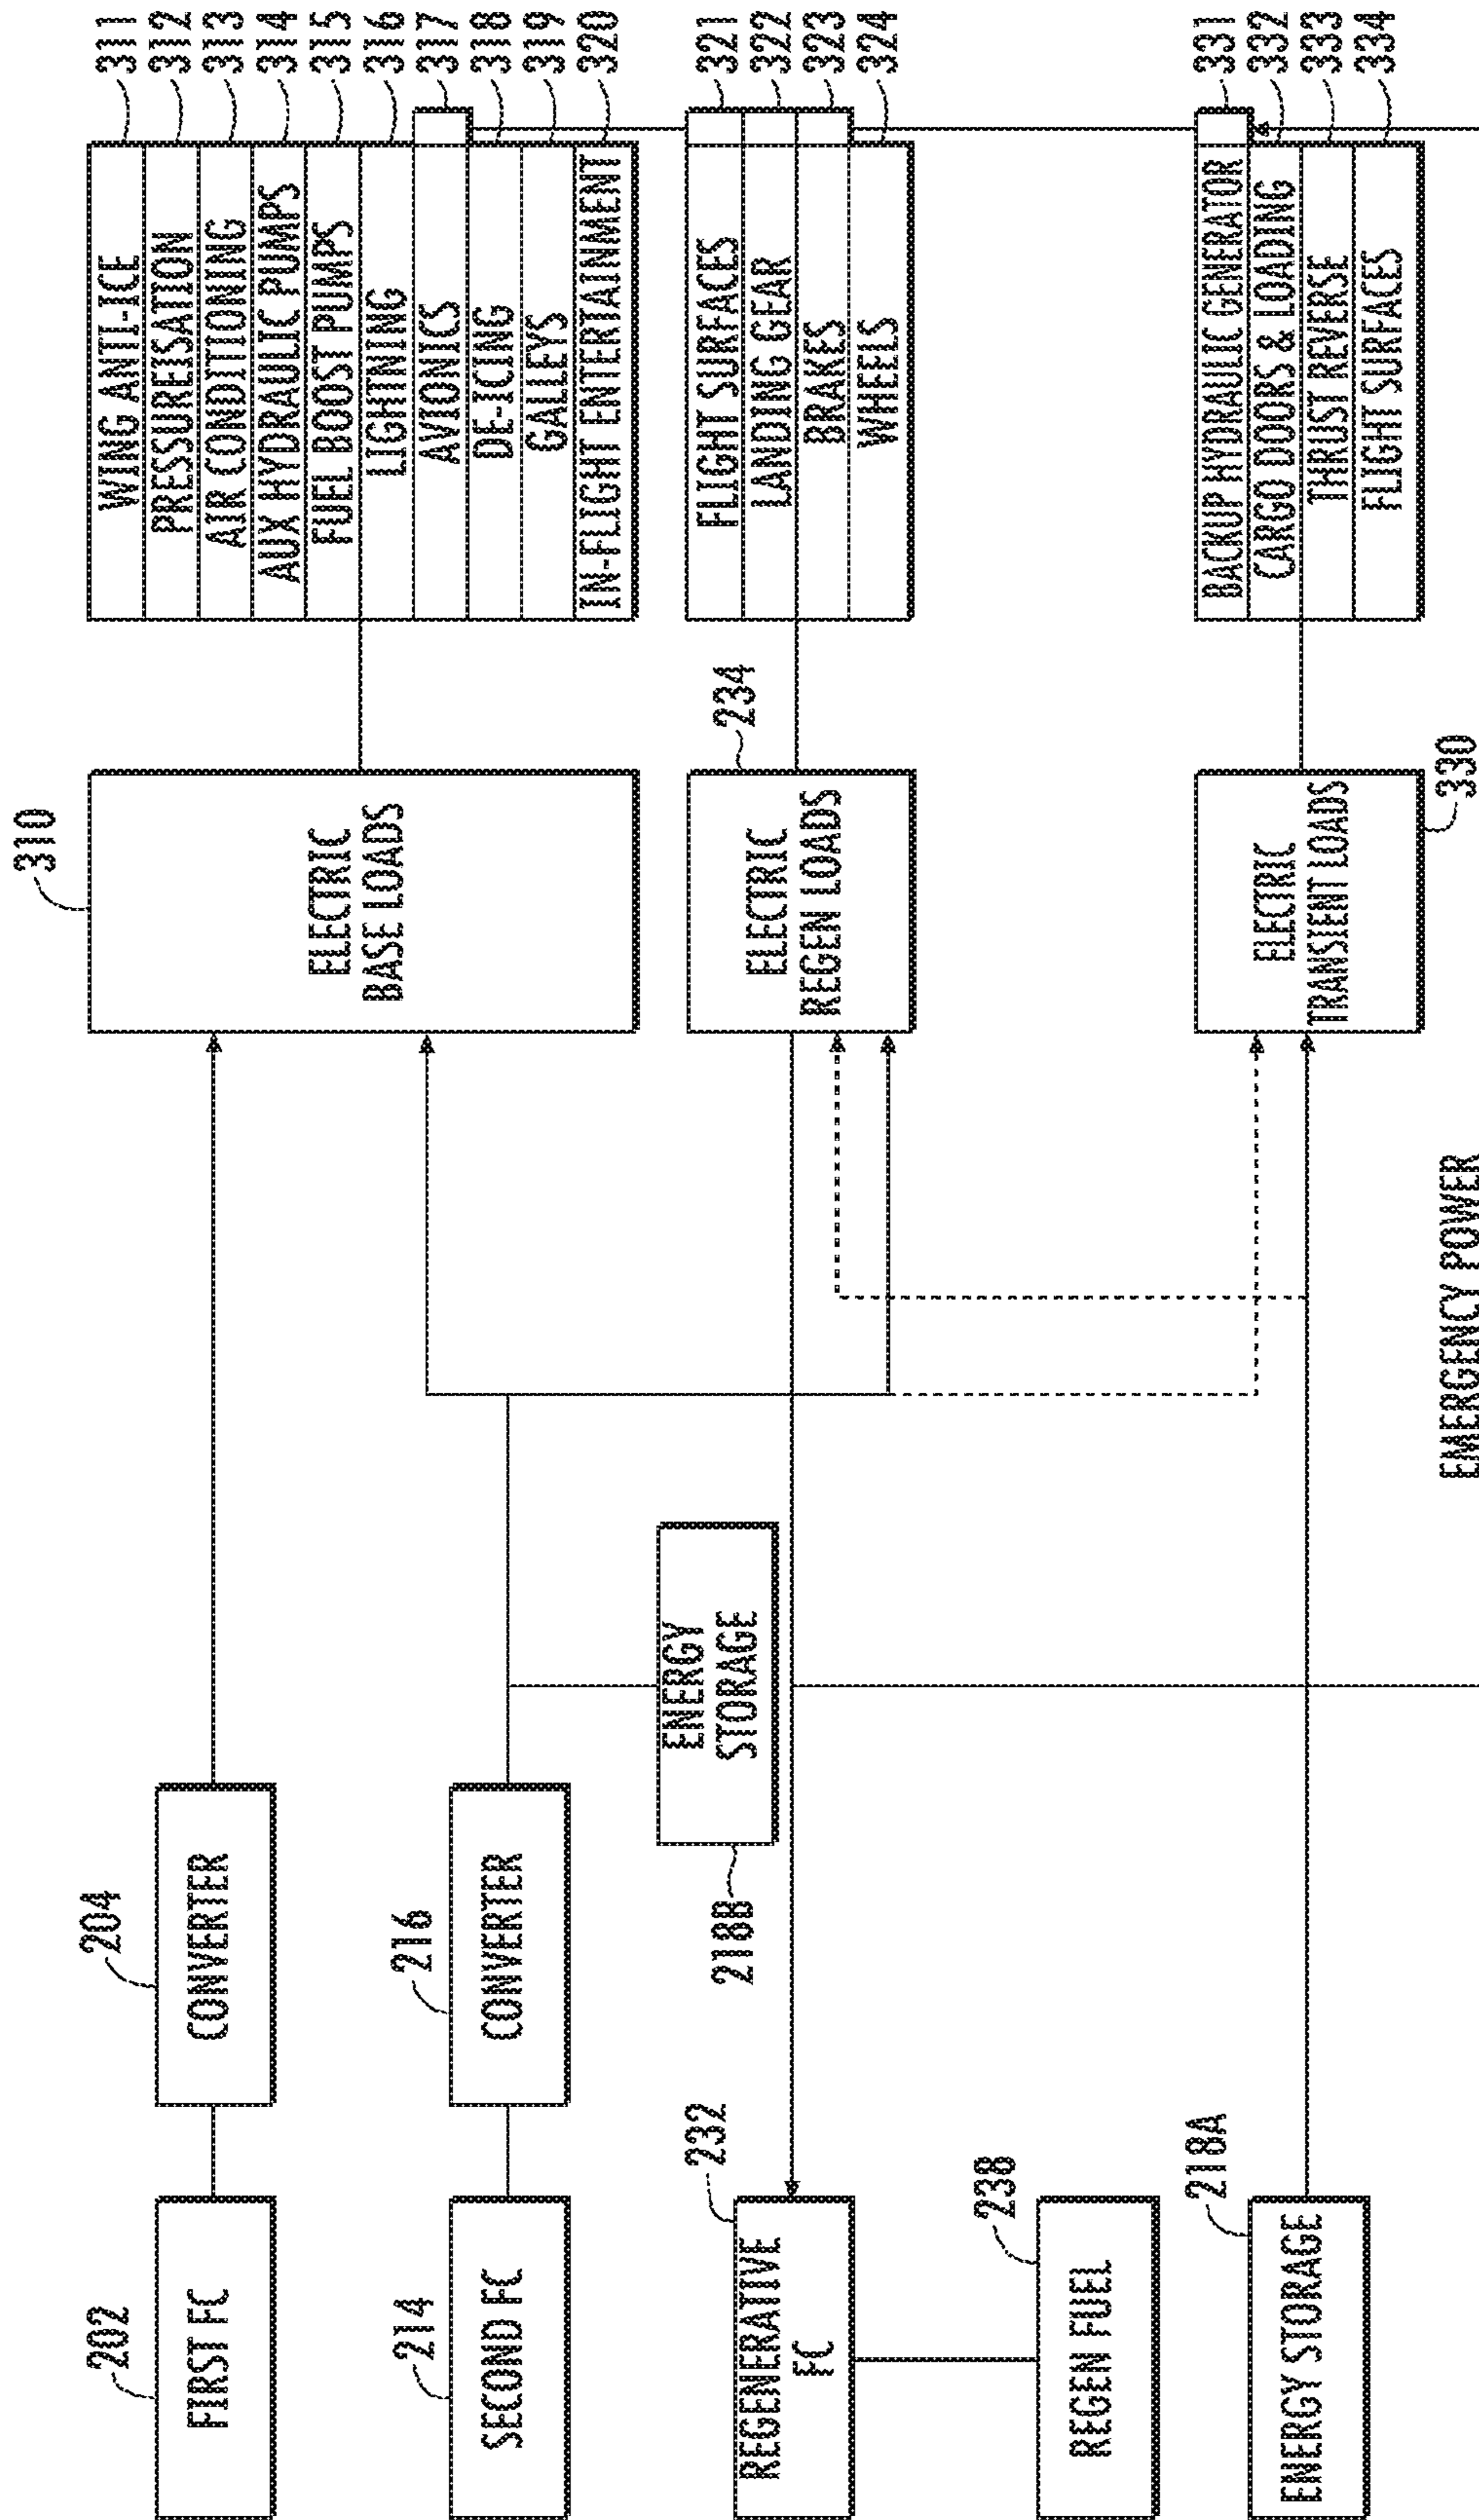 202
FIRST FC
204
CONVERTER
310
ELECTRIC
BASE LOADS
WING ANTI-ICE
311
PRESSUREISATION
312
AIR CONDITIONING
313
AUX HYDRAULIC PUMPS
314
FUEL BOOST PUMPS
315
LIGHTNING
316
AVIONICS
317
DE-ICING
318
GALLEYS
319
IN-FLIGHT ENTERTAINMENT
320
214
SECOND FC
216
CONVERTER
ENERGY
STORAGE
218B
232
REGENERATIVE
FC
234
ELECTRIC
REGEN LOADS
FLIGHT SURFACES
321
LANDING GEAR
322
BRAKES
323
WHEELS
324
238
REGEN FUEL
218A
ENERGY STORAGE
ELECTRIC
TRANSIENT LOADS
330
BACKUP HYDRAULIC GENERATOR
331
CARGO DOORS & LOADING
332
THRUST REVERSE
333
FLIGHT SURFACES
334
EMERGENCY POWER